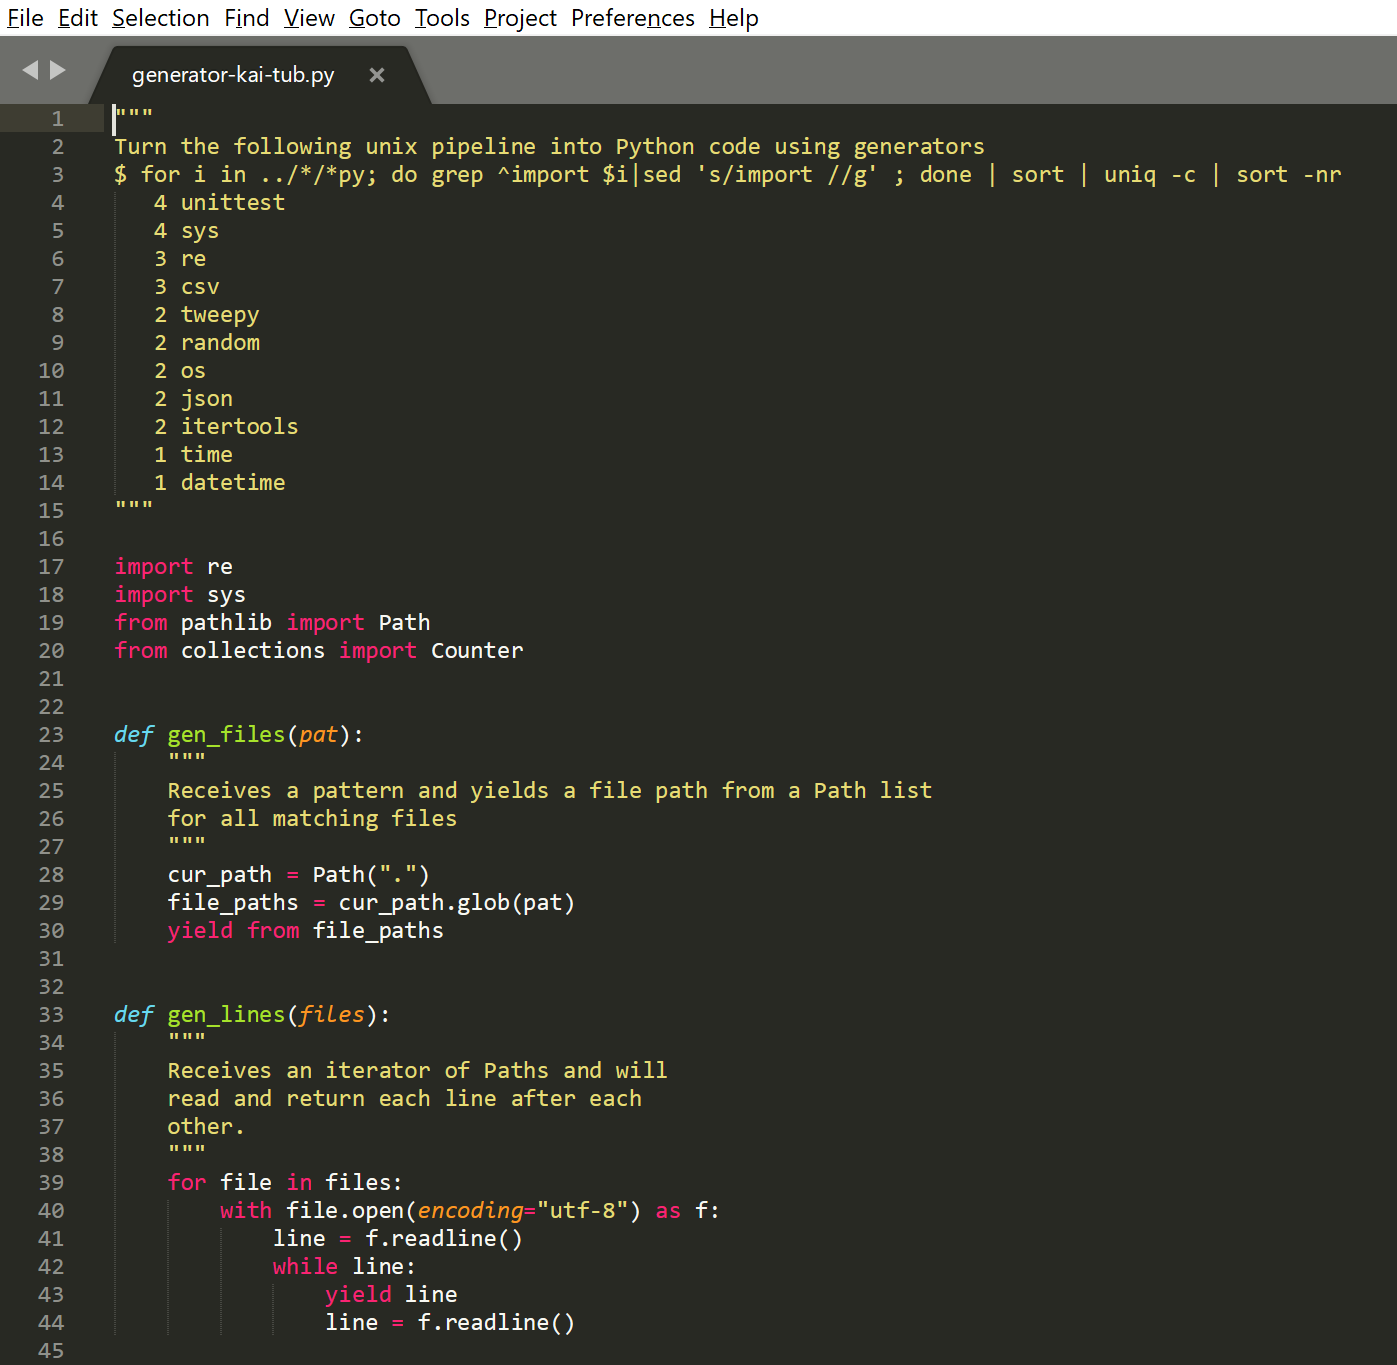 File Edit Selection Find View Goto Tools Project Preferences Help
generator-kai-tub.py ×
1 """
2 Turn the following unix pipeline into Python code using generators
3 $ for i in ../*/*py; do grep ^import $i|sed 's/import //g' ; done | sort | uniq -c | sort -nr
4    4 unittest
5    4 sys
6    3 re
7    3 csv
8    2 tweepy
9    2 random
10    2 os
11    2 json
12    2 itertools
13    1 time
14    1 datetime
15 """
16
17 import re
18 import sys
19 from pathlib import Path
20 from collections import Counter
21
22
23 def gen_files(pat):
24     """
25     Receives a pattern and yields a file path from a Path list
26     for all matching files
27     """
28     cur_path = Path(".")
29     file_paths = cur_path.glob(pat)
30     yield from file_paths
31
32
33 def gen_lines(files):
34     """
35     Receives an iterator of Paths and will
36     read and return each line after each
37     other.
38     """
39     for file in files:
40         with file.open(encoding="utf-8") as f:
41             line = f.readline()
42             while line:
43                 yield line
44                 line = f.readline()
45